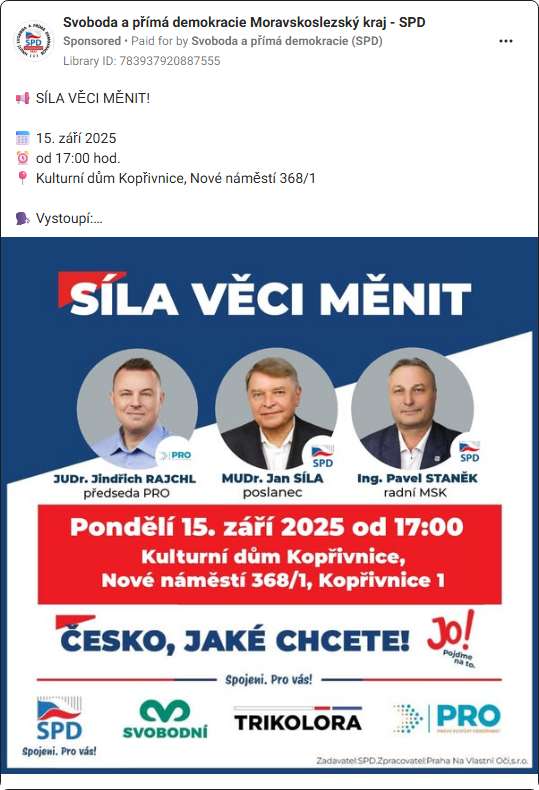 Svoboda a přímá demokracie Moravskoslezský kraj - SPD
Sponsored • Paid for by Svoboda a přímá demokracie (SPD)
Library ID: 783937920887555
SÍLA VĚCI MĚNIT!
15. září 2025
od 17:00 hod.
Kulturní dům Kopřivnice, Nové náměstí 368/1
Vystoupí:...
SÍLA VĚCI MĚNIT
PRO
SPD
SPD
JUDr. Jindřich RAJCHL
předseda PRO
MUDr. Jan SÍLA
poslanec
Ing. Pavel STANĚK
radní MSK
Pondělí 15. září 2025 od 17:00
Kulturní dům Kopřivnice,
Nové náměstí 368/1, Kopřivnice 1
ČESKO, JAKÉ CHCETE!
Jo!
Pojďme
na to.
Spojeni. Pro vás!
SPD
Spojeni. Pro vás!
SVOBODNÍ
TRIKOLORA
PRO
Zadavatel:SPD.Zpracovatel:Praha Na Vlastní Oči,s.r.o.